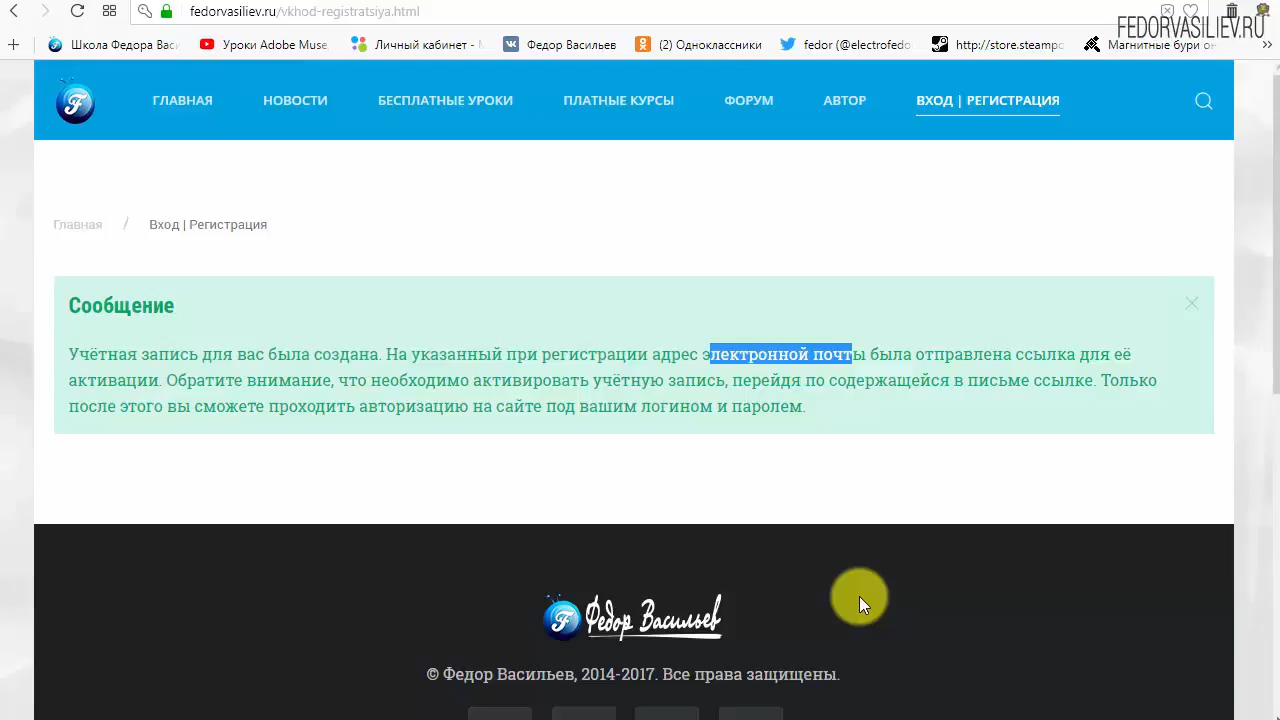 fedorvasiliev.ru/vkhod-registratsiya.html
FEDORVASILIEV.RU
Школа Федора Васи Уроки Adobe Muse Личный кабинет - М Федор Васильев (2) Одноклассники fedor (@electrofedo http://store.steampo Магнитные бури он
ГЛАВНАЯ НОВОСТИ БЕСПЛАТНЫЕ УРОКИ ПЛАТНЫЕ КУРСЫ ФОРУМ АВТОР ВХОД | РЕГИСТРАЦИЯ
Главная / Вход | Регистрация
Сообщение
Учётная запись для вас была создана. На указанный при регистрации адрес электронной почты была отправлена ссылка для её
активации. Обратите внимание, что необходимо активировать учётную запись, перейдя по содержащейся в письме ссылке. Только
после этого вы сможете проходить авторизацию на сайте под вашим логином и паролем.
Федор Васильев
© Федор Васильев, 2014-2017. Все права защищены.